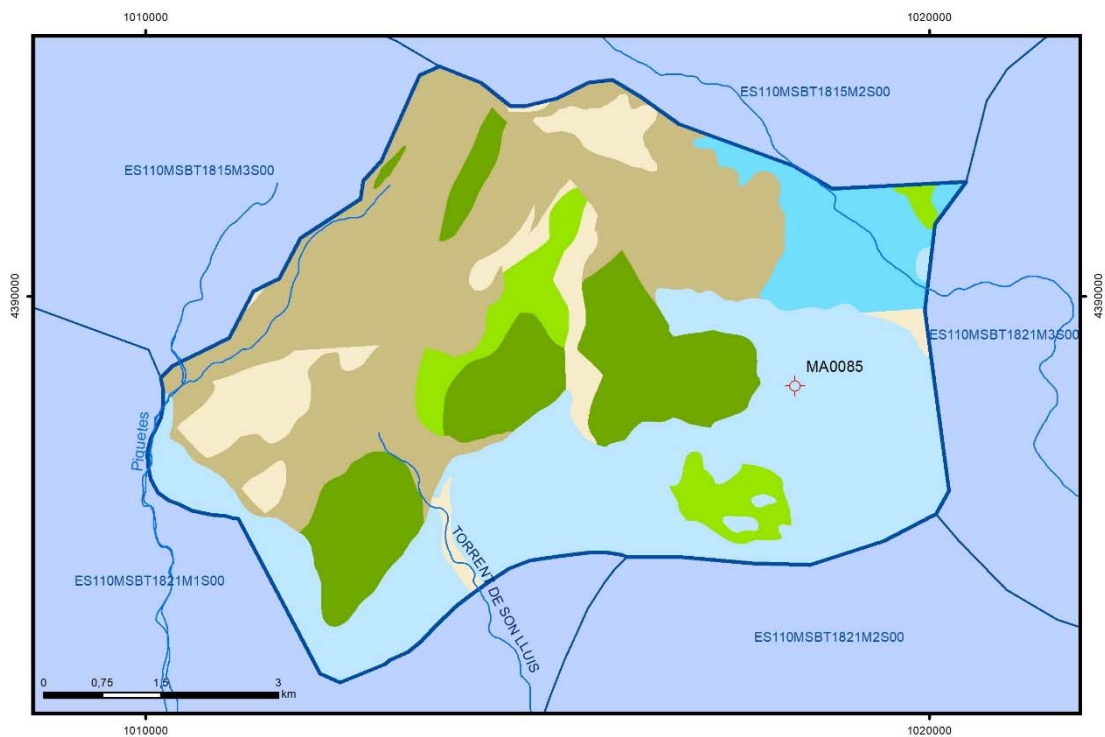 1010000
1020000
ES110MSBT1815M2S00
ES110MSBT1815M3S00
4390000
4390000
ES110MSBT1821M3S00
MA0085
Piquetes
TORRENT DE SON LLUIS
ES110MSBT1821M1S00
ES110MSBT1821M2S00
0 0,75 1,5 3
km
1010000
1020000